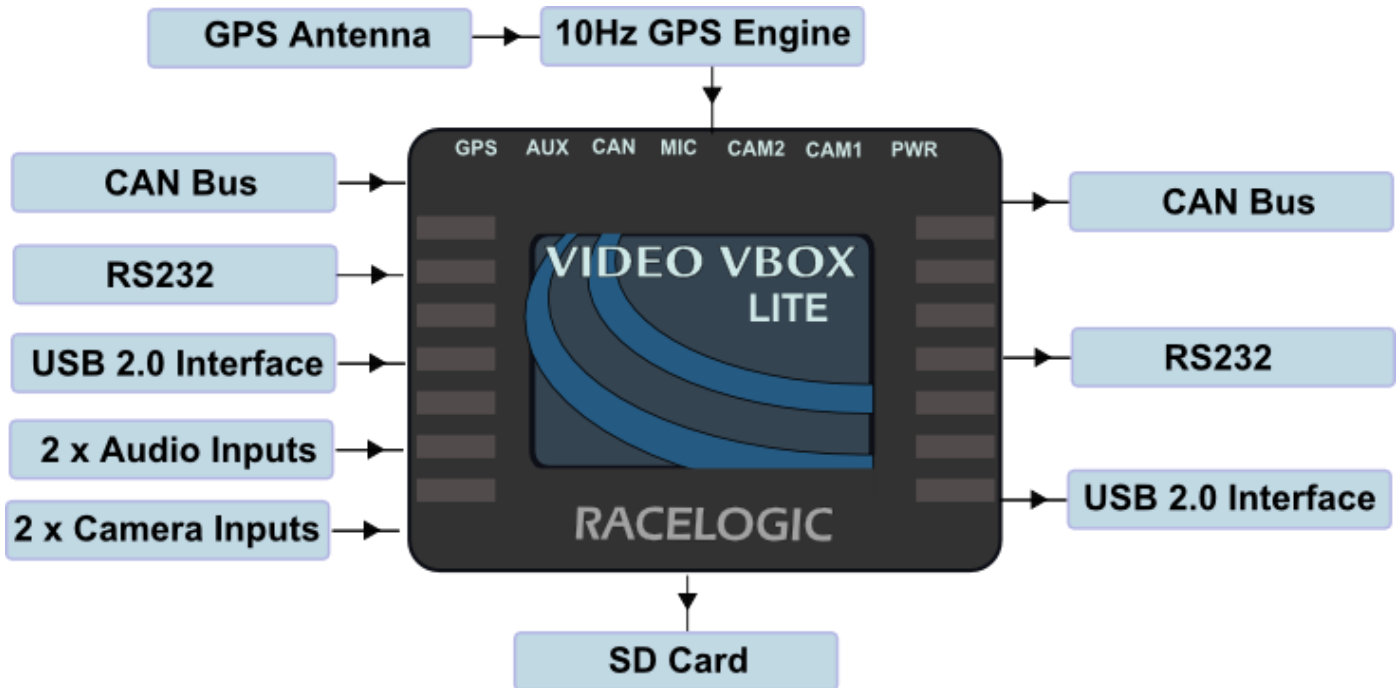 GPS Antenna
10Hz GPS Engine
GPS AUX CAN MIC CAM2 CAM1 PWR
CAN Bus
RS232
USB 2.0 Interface
2 x Audio Inputs
2 x Camera Inputs
VIDEO VBOX
LITE
RACELOGIC
CAN Bus
RS232
USB 2.0 Interface
SD Card